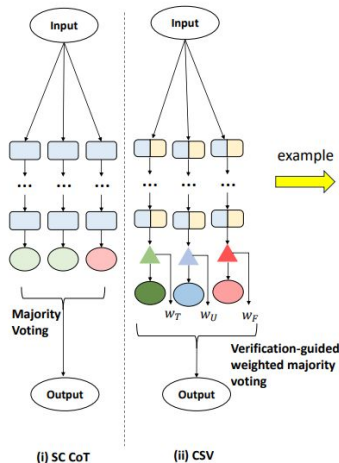 Input
Input
...
...
...
...
...
...
example
w_T
w_U
w_F
Majority
Voting
Verification-guided
weighted majority
voting
Output
Output
(i) SC CoT
(ii) CSV